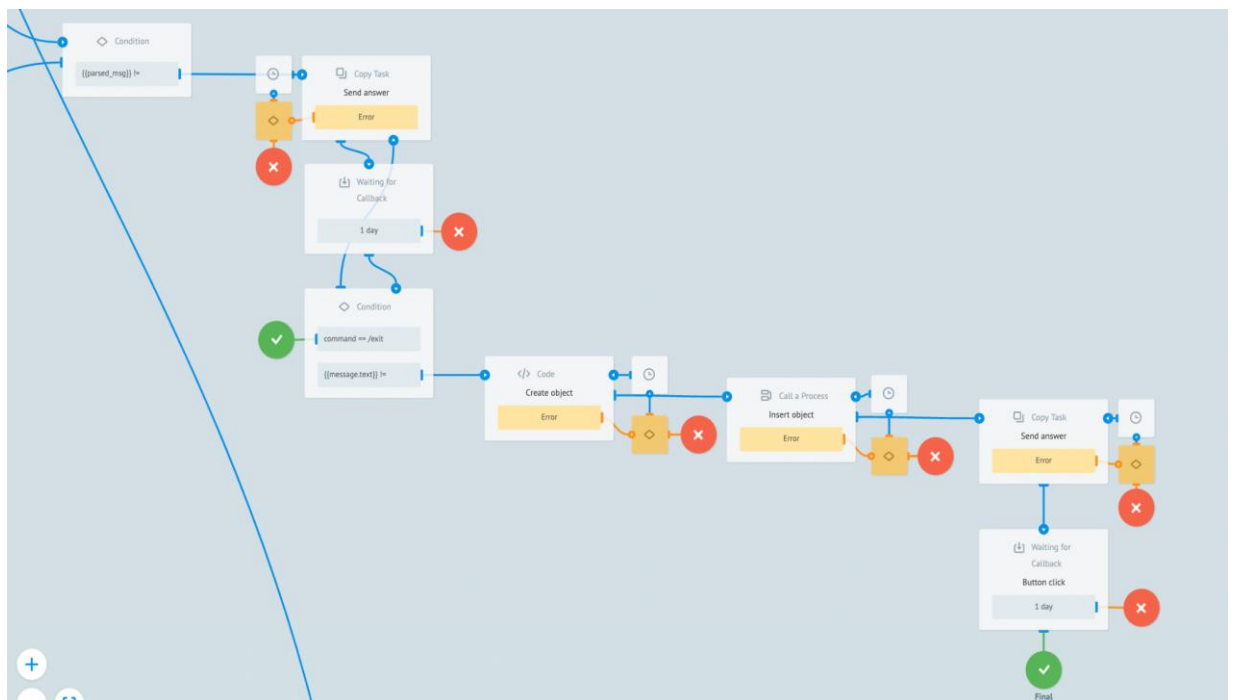 Condition
{{parsed_msg}} !=
Copy Task
Send answer
Error
Waiting for
Callback
1 day
Condition
command == /exit
{{message.text}} !=
</> Code
Create object
Error
Call a Process
Insert object
Error
Copy Task
Send answer
Error
Waiting for
Callback
Button click
1 day
Final